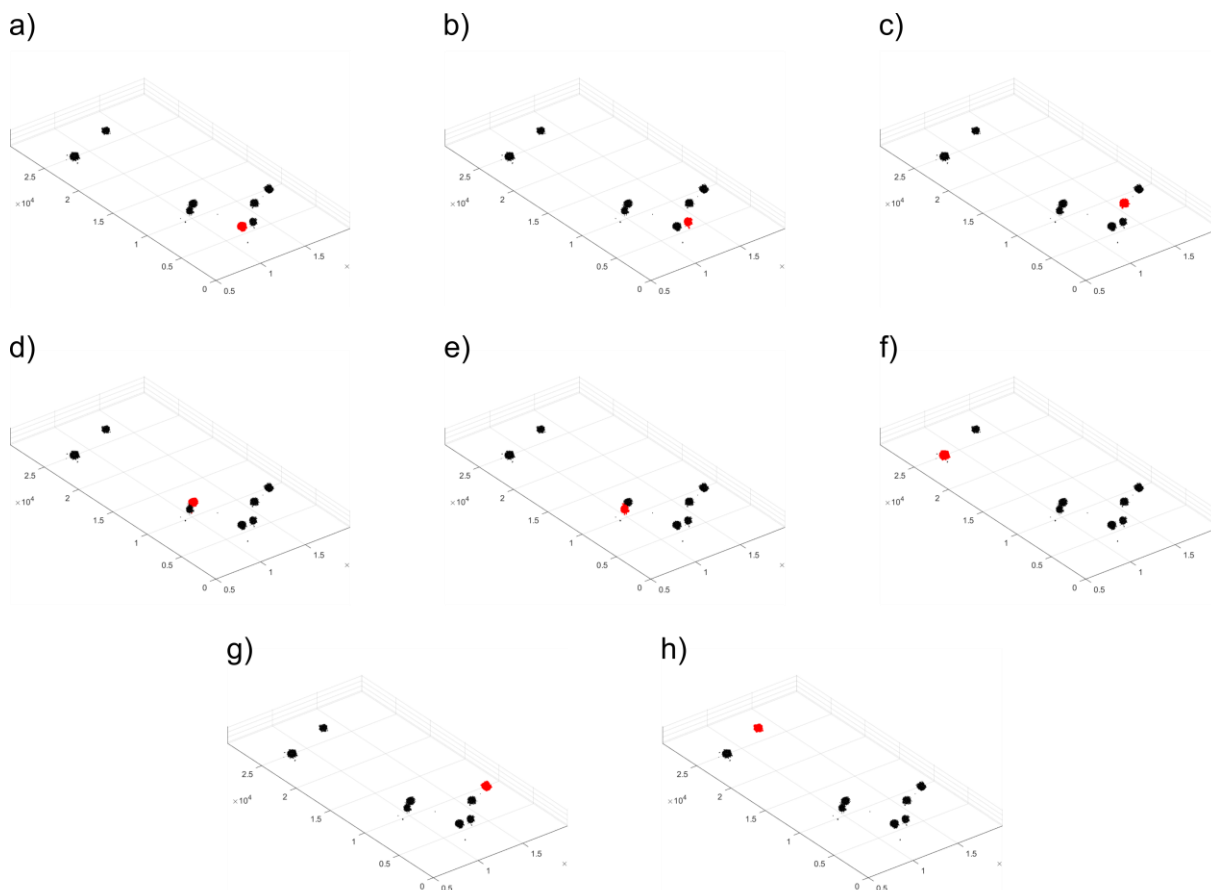 a) b) c)
2.5 2.5 2.5
×10⁴ 2 ×10⁴ 2 ×10⁴ 2
1.5 1.5 1.5
1 1.5 1 1.5 1 1.5
0.5 1 × 0.5 1 × 0.5 1 ×
0 0.5 0 0.5 0 0.5
d) e) f)
2.5 2.5 2.5
×10⁴ 2 ×10⁴ 2 ×10⁴ 2
1.5 1.5 1.5
1 1.5 1 1.5 1 1.5
0.5 1 × 0.5 1 × 0.5 1 ×
0 0.5 0 0.5 0 0.5
g) h)
2.5 2.5
×10⁴ 2 ×10⁴ 2
1.5 1.5
1 1.5 1 1.5
0.5 1 × 0.5 1 ×
0 0.5 0 0.5